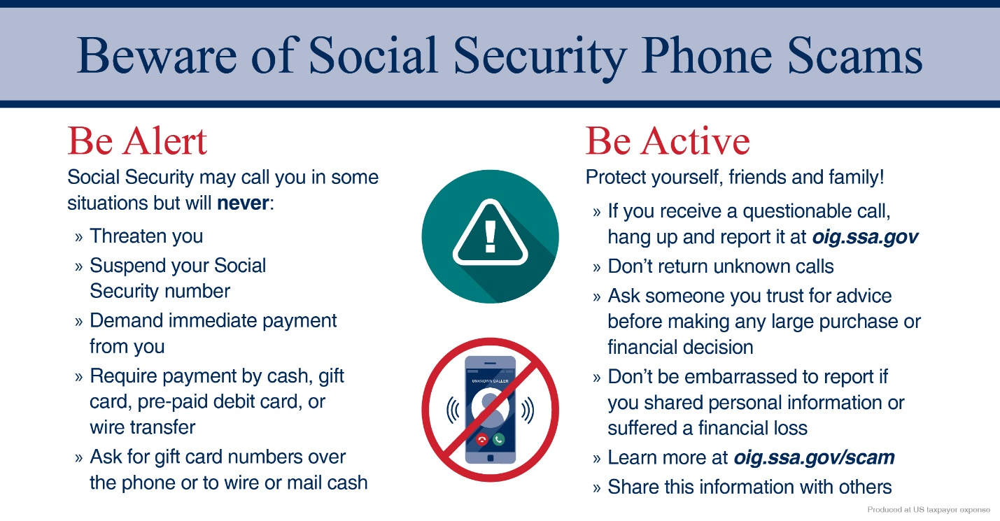 Beware of Social Security Phone Scams
Be Alert
Social Security may call you in some
situations but will never:
» Threaten you
» Suspend your Social
Security number
» Demand immediate payment
from you
» Require payment by cash, gift
card, pre-paid debit card, or
wire transfer
» Ask for gift card numbers over
the phone or to wire or mail cash
UNKNOWN CALLER
Be Active
Protect yourself, friends and family!
» If you receive a questionable call,
hang up and report it at oig.ssa.gov
» Don’t return unknown calls
» Ask someone you trust for advice
before making any large purchase or
financial decision
» Don’t be embarrassed to report if
you shared personal information or
suffered a financial loss
» Learn more at oig.ssa.gov/scam
» Share this information with others
Produced at US taxpayer expense